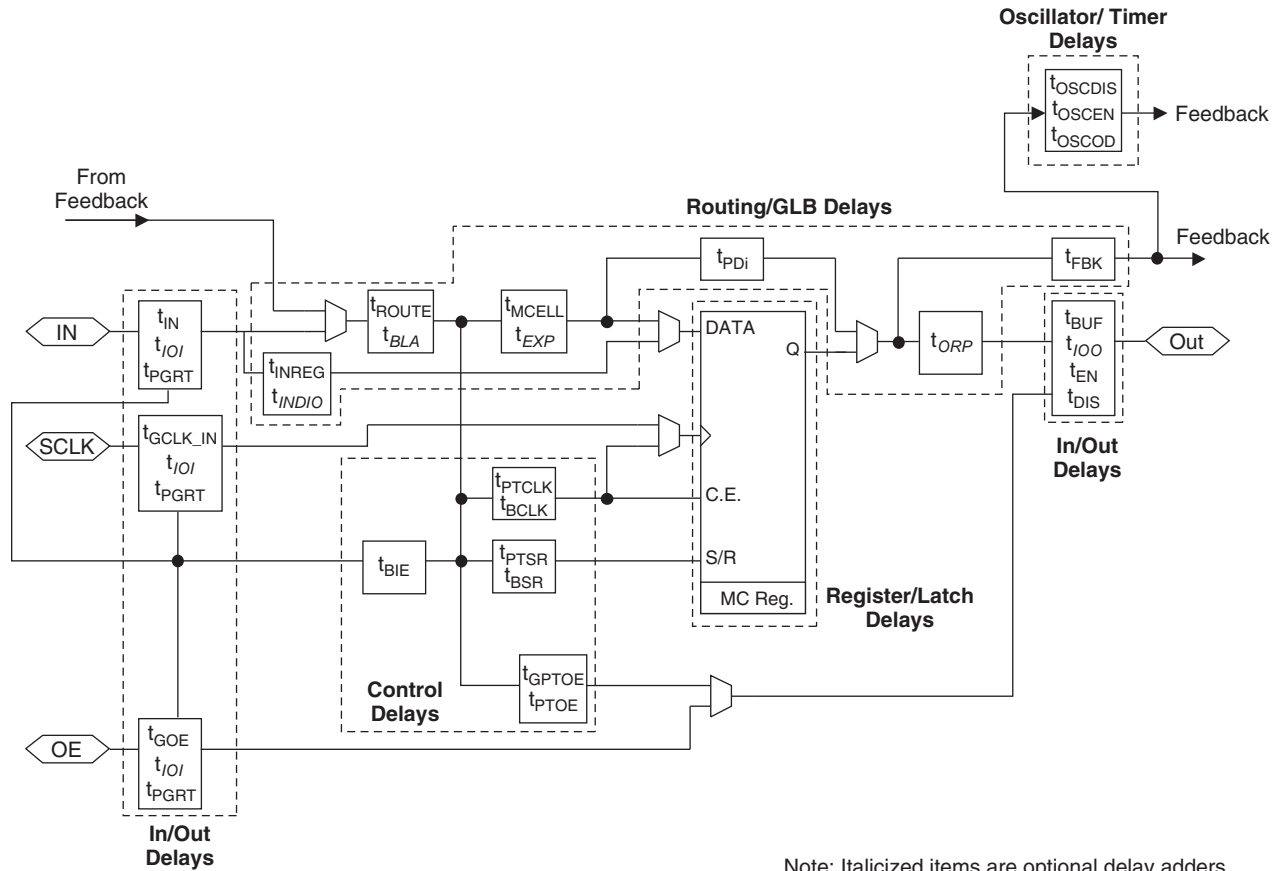 Oscillator/ Timer
Delays
tOSCDIS
tOSCEN
tOSCOD
Feedback
From
Feedback
Routing/GLB Delays
Feedback
tPDi
tFBK
IN
tIN
tIOI
tPGRT
tROUTE
tBLA
tMCELL
tEXP
tINREG
tINDIO
DATA
Q
tORP
tBUF
tIOO
tEN
tDIS
Out
In/Out
Delays
SCLK
tGCLK_IN
tIOI
tPGRT
tPTCLK
tBCLK
C.E.
tBIE
tPTSR
tBSR
S/R
MC Reg.
Register/Latch
Delays
Control
Delays
tGPTOE
tPTOE
OE
tGOE
tIOI
tPGRT
In/Out
Delays
Note: Italicized items are optional delay adders